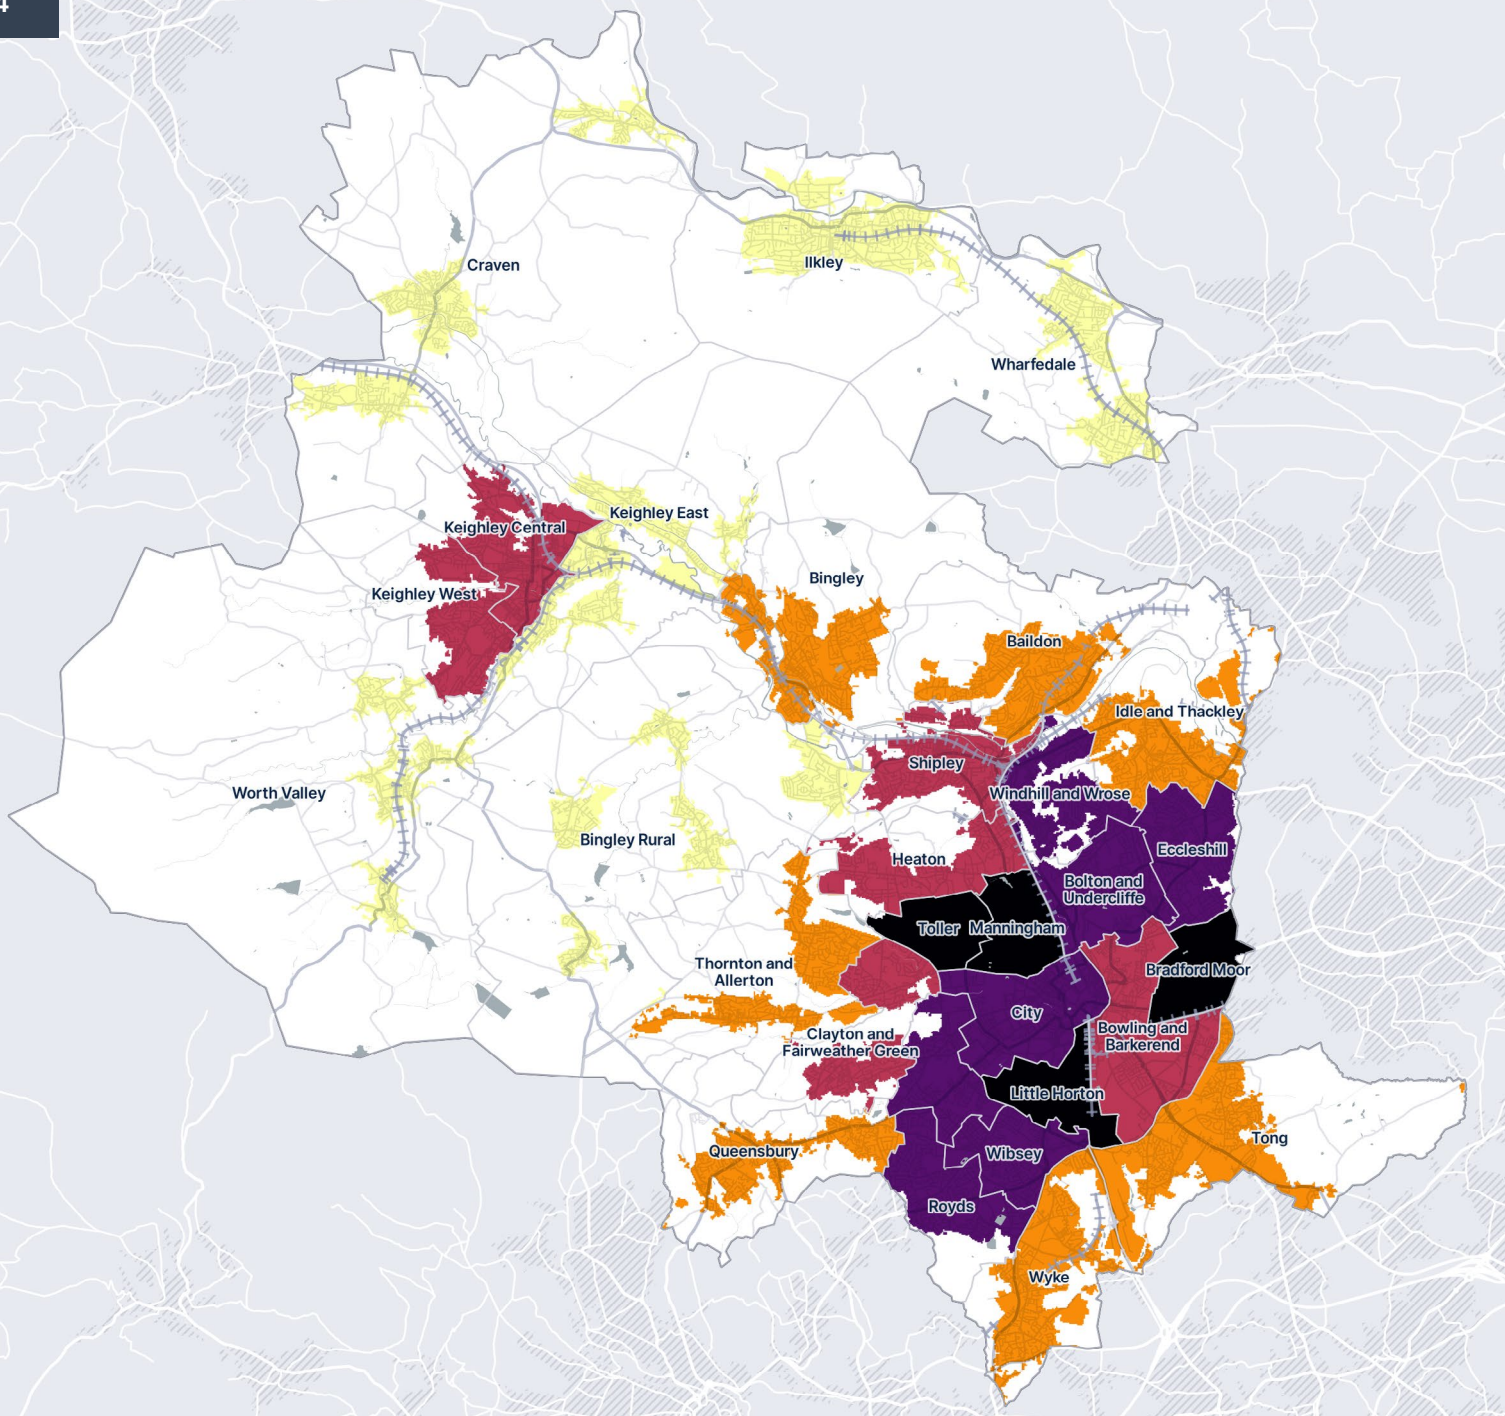 4
Craven
Ilkley
Wharfedale
Keighley East
Keighley Central
Bingley
Keighley West
Baildon
Idle and Thackley
Shipley
Worth Valley
Windhill and Wrose
Bingley Rural
Eccleshill
Heaton
Bolton and
Undercliffe
Toller
Manningham
Thornton and
Allerton
Bradford Moor
City
Clayton and
Fairweather Green
Bowling and
Barkerend
Little Horton
Tong
Queensbury
Wibsey
Royds
Wyke